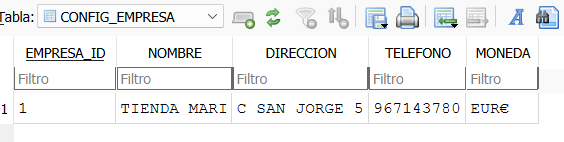 Tabla: CONFIG_EMPRESA
EMPRESA_ID NOMBRE DIRECCION TELEFONO MONEDA
Filtro Filtro Filtro Filtro Filtro
1 1 TIENDA MARI C SAN JORGE 5 967143780 EUR€